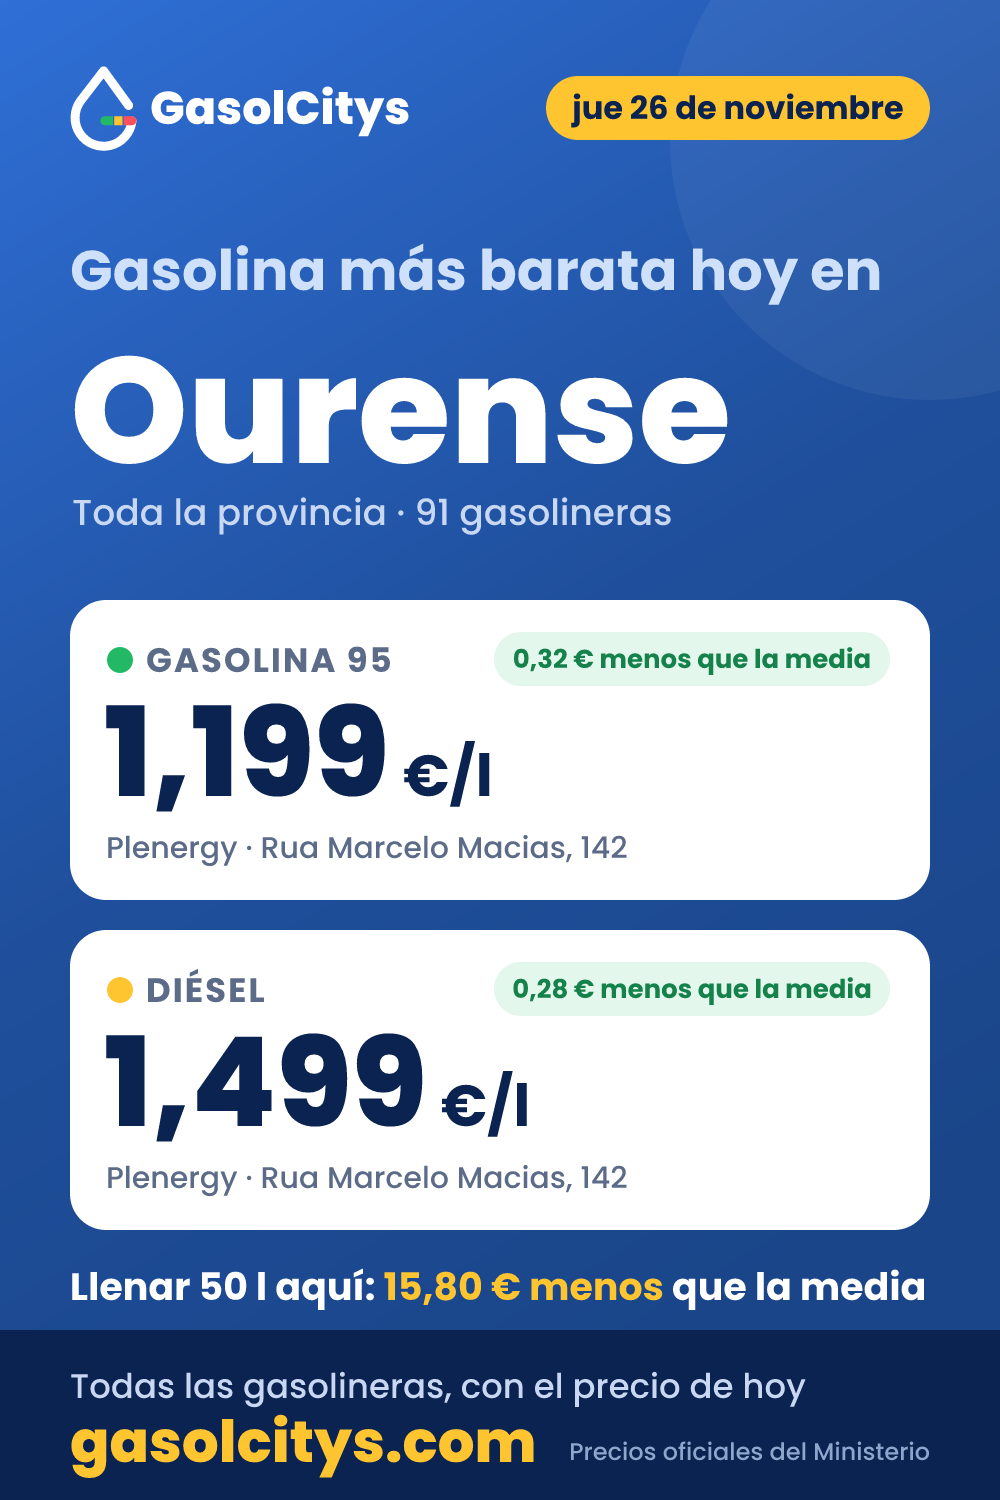 GasolCitys
jue 26 de noviembre
Gasolina más barata hoy en
Ourense
Toda la provincia · 91 gasolineras
GASOLINA 95
0,32 € menos que la media
1,199 €/l
Plenergy · Rua Marcelo Macias, 142
DIÉSEL
0,28 € menos que la media
1,499 €/l
Plenergy · Rua Marcelo Macias, 142
Llenar 50 l aquí: 15,80 € menos que la media
Todas las gasolineras, con el precio de hoy
gasolcitys.com
Precios oficiales del Ministerio